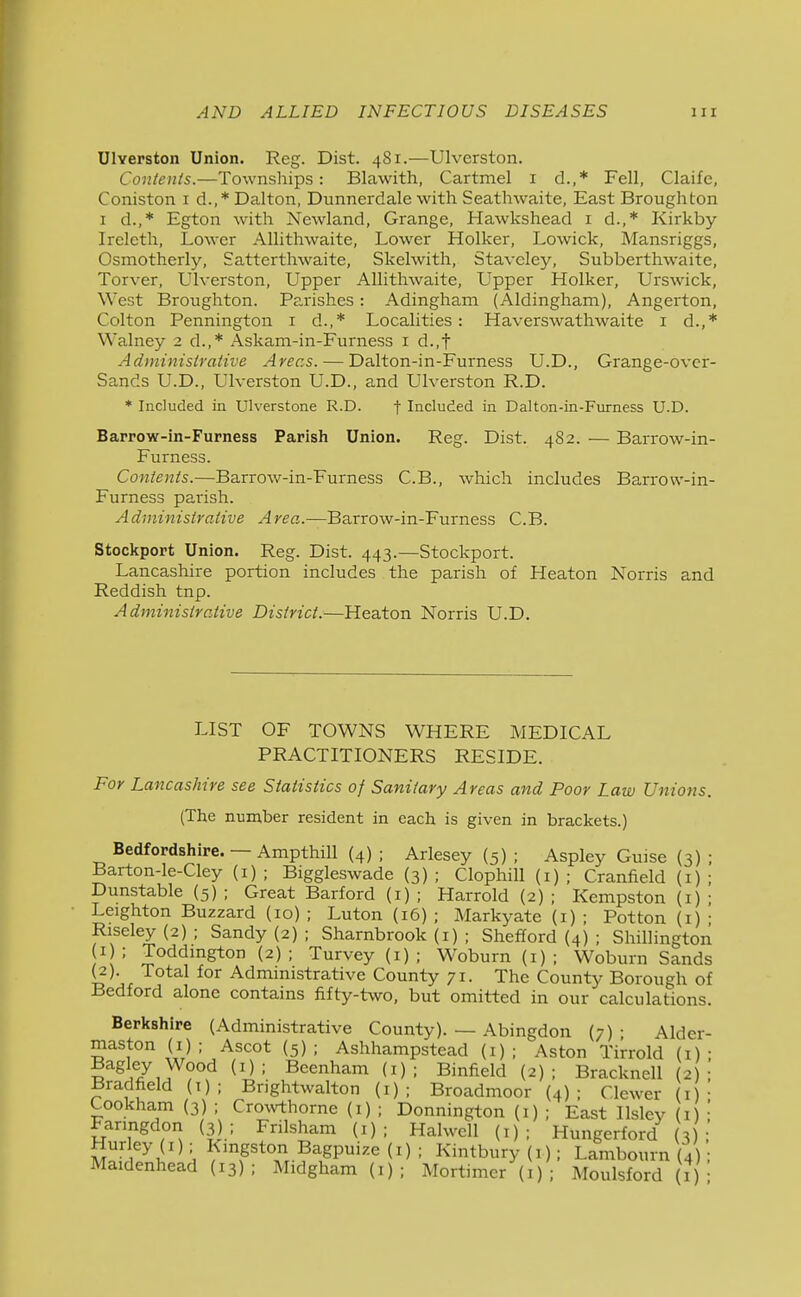 AND ALLIED INFECTIOUS DISEASES 111
Ulverston Union. Reg. Dist. 481.—Ulverston.
Contents.—Townships: Blawith, Cartmel 1 d.,* Fell, Claife,
Coniston 1 d.,* Dalton, Dunnerdale with Seathwaite, East Broughton
1 d.,* Egton with Newland, Grange, Hawkshead 1 d.,* Kirkby
Ireleth, Lower Allithwaite, Lower Holker, Lowick, Mansriggs,
Osmotherly, Satterthwaite, Skelwith, Staveley, Subberthwaite,
Torver, Ulverston, Upper Allithwaite, Upper Holker, Urswick,
West Broughton. Parishes: Adingham (Aldingham), Angerton,
Colton Pennington 1 d.,* Localities: Haverswathwaite 1 d.,*
Walney 2 d.,* Askam-in-Furness 1 d.,†
Administrative Areas. — Dalton-in-Furness U.D., Grange-over-
Sands U.D., Ulverston U.D., and Ulverston R.D.
* Included in Ulverstone R.D. † Included in Dalton-in-Furness U.D.
Barrow-in-Furness Parish Union. Reg. Dist. 482. — Barrow-in-
Furness.
Contents.—Barrow-in-Furness C.B., which includes Barrow-in-
Furness parish.
Administrative Area.—Barrow-in-Furness C.B.
Stockport Union. Reg. Dist. 443.—Stockport.
Lancashire portion includes the parish of Heaton Norris and
Reddish tnp.
Administrative District.—Heaton Norris U.D.
LIST OF TOWNS WHERE MEDICAL
PRACTITIONERS RESIDE.
For Lancashire see Statistics of Sanitary Areas and Poor Law Unions.
(The number resident in each is given in brackets.)
Bedfordshire. — Ampthill (4) ; Arlesey (5) ; Aspley Guise (3) ;
Barton-le-Cley (1) ; Biggleswade (3) ; Clophill (1) ; Cranfield (1) ;
Dunstable (5) ; Great Barford (1) ; Harrold (2) ; Kempston (1) ;
Leighton Buzzard (10) ; Luton (16) ; Markyate (1) ; Potton (1) ;
Riseley (2) ; Sandy (2) ; Sharnbrook (1) ; Shefford (4) ; Shillington
(1) ; Toddington (2) ; Turvey (1) ; Woburn (1) ; Woburn Sands
(2). Total for Administrative County 71. The County Borough of
Bedford alone contains fifty-two, but omitted in our calculations.
Berkshire (Administrative County). — Abingdon (7) ; Alder-
maston (1) ; Ascot (5) ; Ashhampstead (1) ; Aston Tirrold (1) ;
Bagley Wood (1) ; Beenham (1) ; Binfield (2) ; Bracknell (2) ;
Bradfield (1) ; Brightwalton (1) ; Broadmoor (4) ; Clewer (1) ;
Cookham (3) ; Crowthorne (1) ; Donnington (1) ; East Ilsley (1) ;
Faringdon (3) ; Frilsham (1) ; Halwell (1) ; Hungerford (3) ;
Hurley (1) ; Kingston Bagpuize (1) ; Kintbury (1) ; Lambourn (4) ;
Maidenhead (13) ; Midgham (1) ; Mortimer (1) ; Moulsford (1) ;